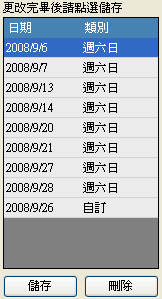 更改完畢後請點選儲存
日期 類別
2008/9/6 週六日
2008/9/7 週六日
2008/9/13 週六日
2008/9/14 週六日
2008/9/20 週六日
2008/9/21 週六日
2008/9/27 週六日
2008/9/28 週六日
2008/9/26 自訂
儲存 刪除